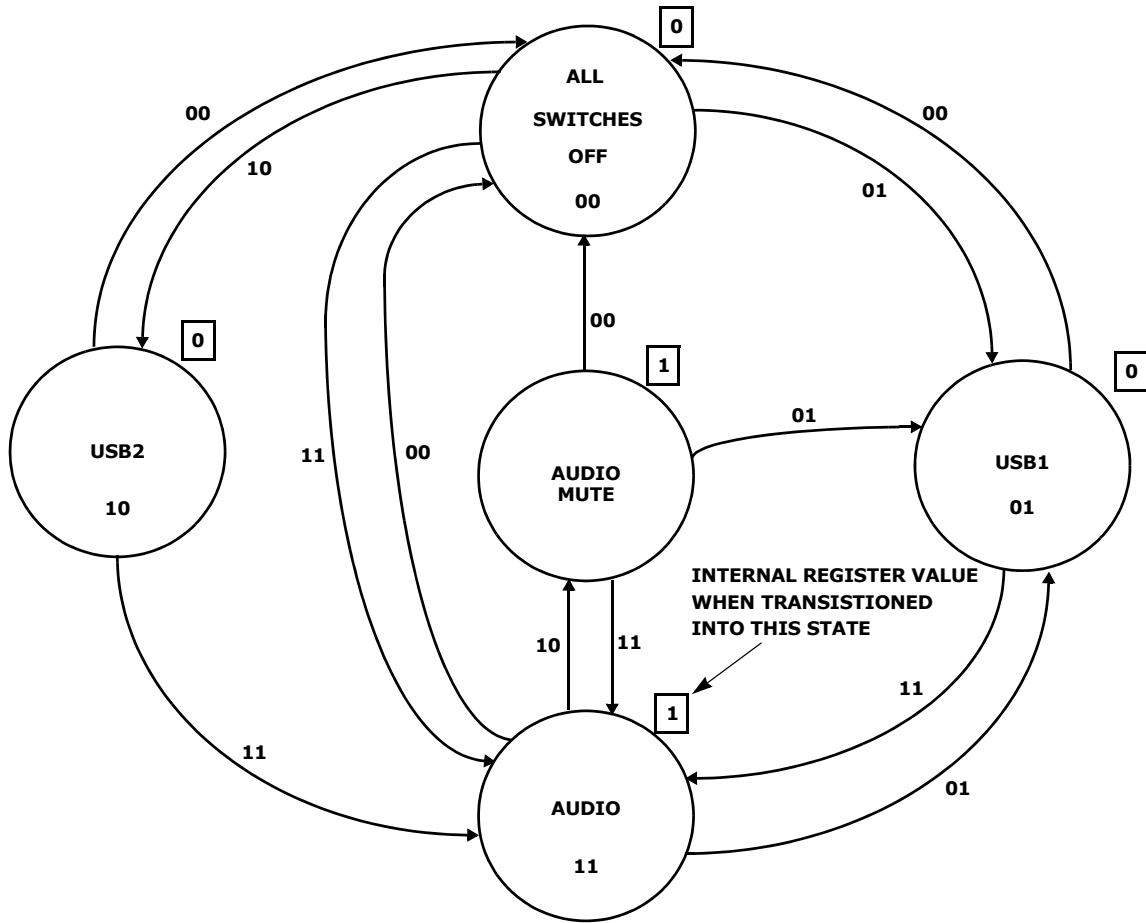 0
ALL
SWITCHES
OFF
00
00
10
00
01
0
00
1
0
USB2
10
11
00
AUDIO
MUTE
01
USB1
01
INTERNAL REGISTER VALUE
WHEN TRANSISTIONED
INTO THIS STATE
10
11
1
11
11
01
AUDIO
11